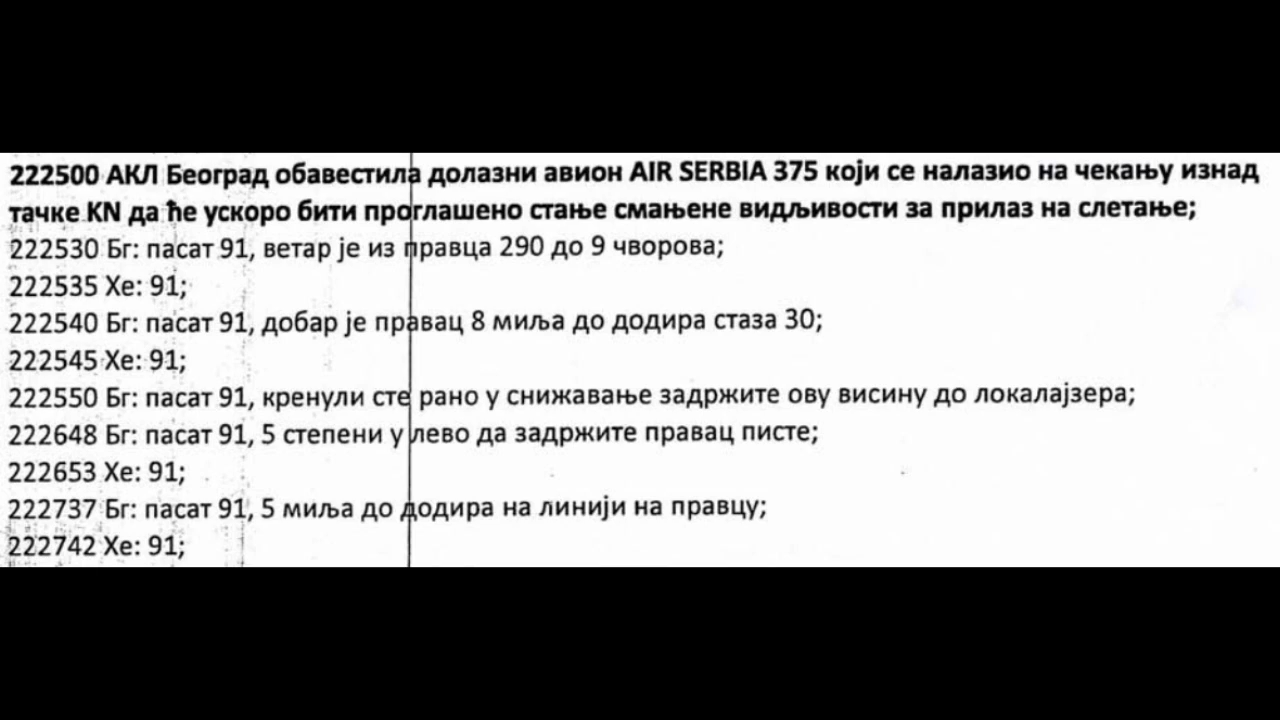 222500 АКЛ Београд обавестила долазни авион AIR SERBIA 375 који се налазио на чекању изнад
тачке KN да ће ускоро бити проглашено стање смањене видљивости за прилаз на слетање;
222530 Бг: пасат 91, ветар је из правца 290 до 9 чворова;
222535 Хе: 91;
222540 Бг: пасат 91, добар је правац 8 миља до додира стаза 30;
222545 Хе: 91;
222550 Бг: пасат 91, кренули сте рано у снижавање задржите ову висину до локалајзера;
222648 Бг: пасат 91, 5 степени у лево да задржите правац писте;
222653 Хе: 91;
222737 Бг: пасат 91, 5 миља до додира на линији на правцу;
222742 Хе: 91;